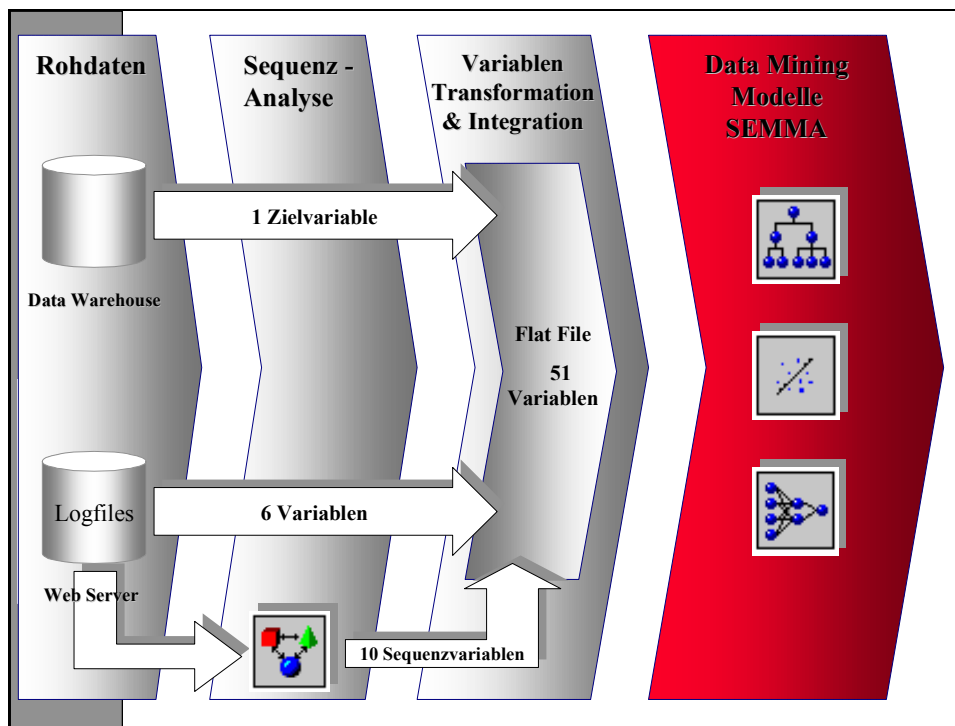 Rohdaten
Sequenz -
Analyse
Variablen
Transformation
& Integration
Data Mining
Modelle
SEMMA
1 Zielvariable
Data Warehouse
Flat File
51
Variablen
Logfiles
6 Variablen
Web Server
10 Sequenzvariablen